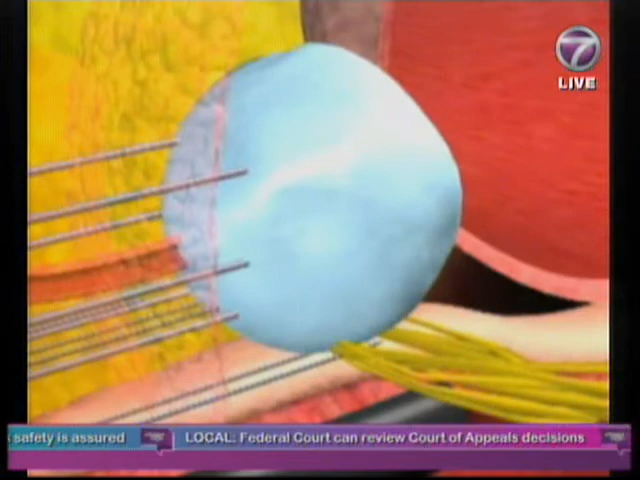 7
LIVE
safety is assured
LOCAL: Federal Court can review Court of Appeals decisions